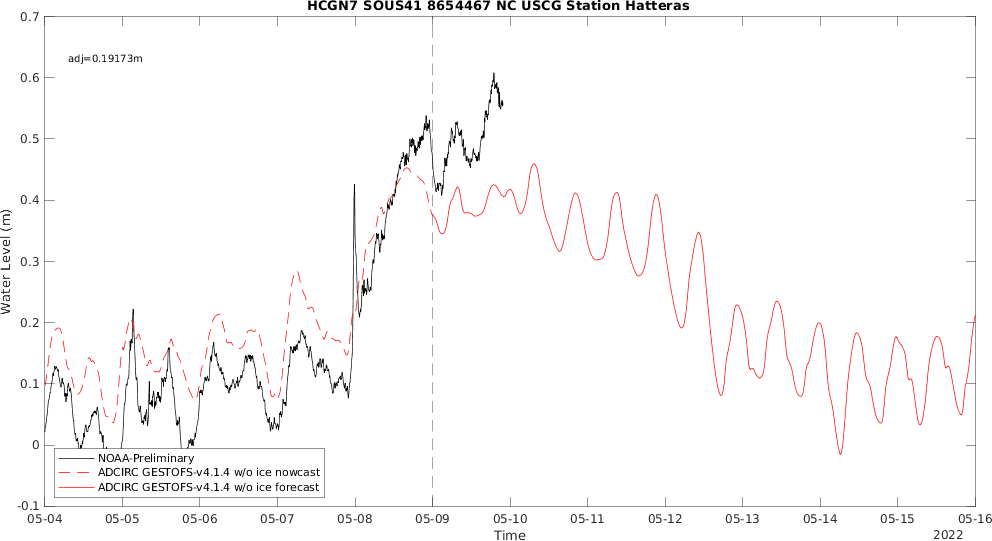 HCGN7 SOUS41 8654467 NC USCG Station Hatteras
adj=0.19173m
0.7
0.6
0.5
0.4
0.3
0.2
0.1
0
-0.1
Water Level (m)
NOAA-Preliminary
ADCIRC GESTOFS-v4.1.4 w/o ice nowcast
ADCIRC GESTOFS-v4.1.4 w/o ice forecast
05-04 05-05 05-06 05-07 05-08 05-09 05-10 05-11 05-12 05-13 05-14 05-15 05-16
Time
2022